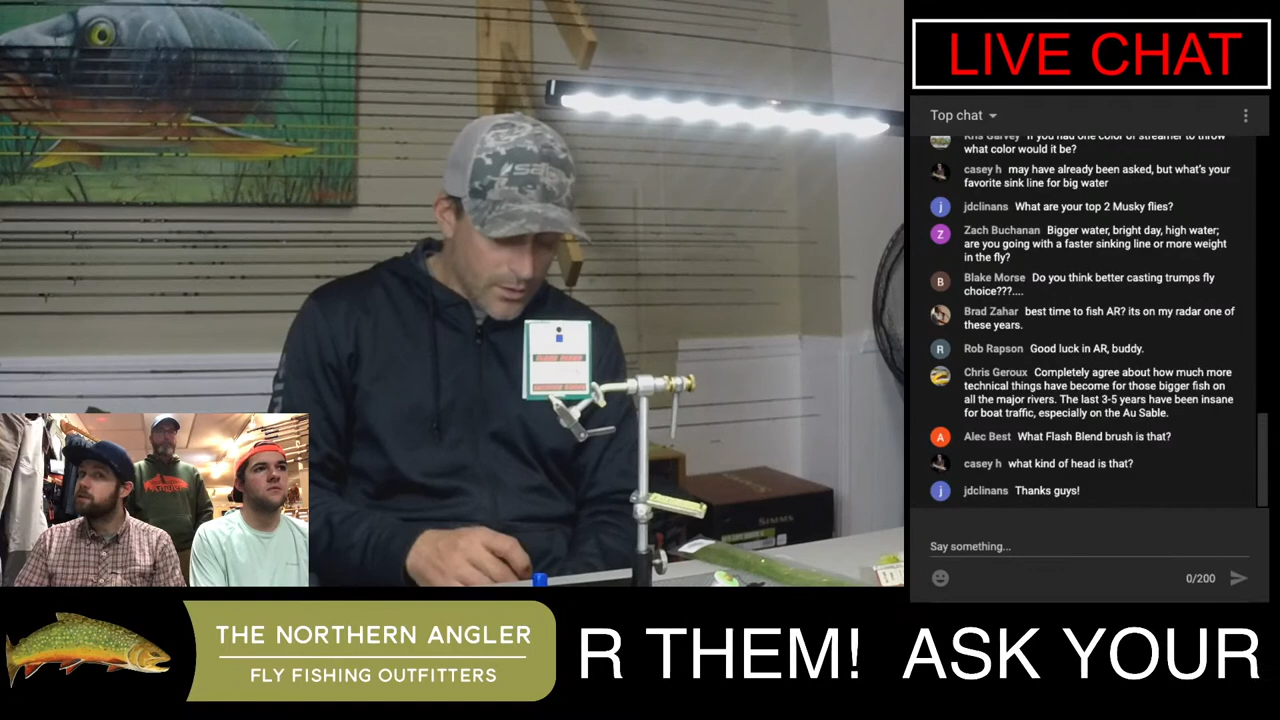 LIVE CHAT
Top chat
Kris Garvey If you had one color of streamer to throw
what color would it be?
casey h may have already been asked, but what's your
favorite sink line for big water
jdclinans What are your top 2 Musky flies?
Zach Buchanan Bigger water, bright day, high water;
are you going with a faster sinking line or more weight
in the fly?
Blake Morse Do you think better casting trumps fly
choice???....
Brad Zahar best time to fish AR? its on my radar one of
these years.
Rob Rapson Good luck in AR, buddy.
Chris Geroux Completely agree about how much more
technical things have become for those bigger fish on
all the major rivers. The last 3-5 years have been insane
for boat traffic, especially on the Au Sable.
Alec Best What Flash Blend brush is that?
casey h what kind of head is that?
jdclinans Thanks guys!
Say something...
0/200
sage
SIMMS
THE NORTHERN ANGLER
FLY FISHING OUTFITTERS
R THEM! ASK YOUR